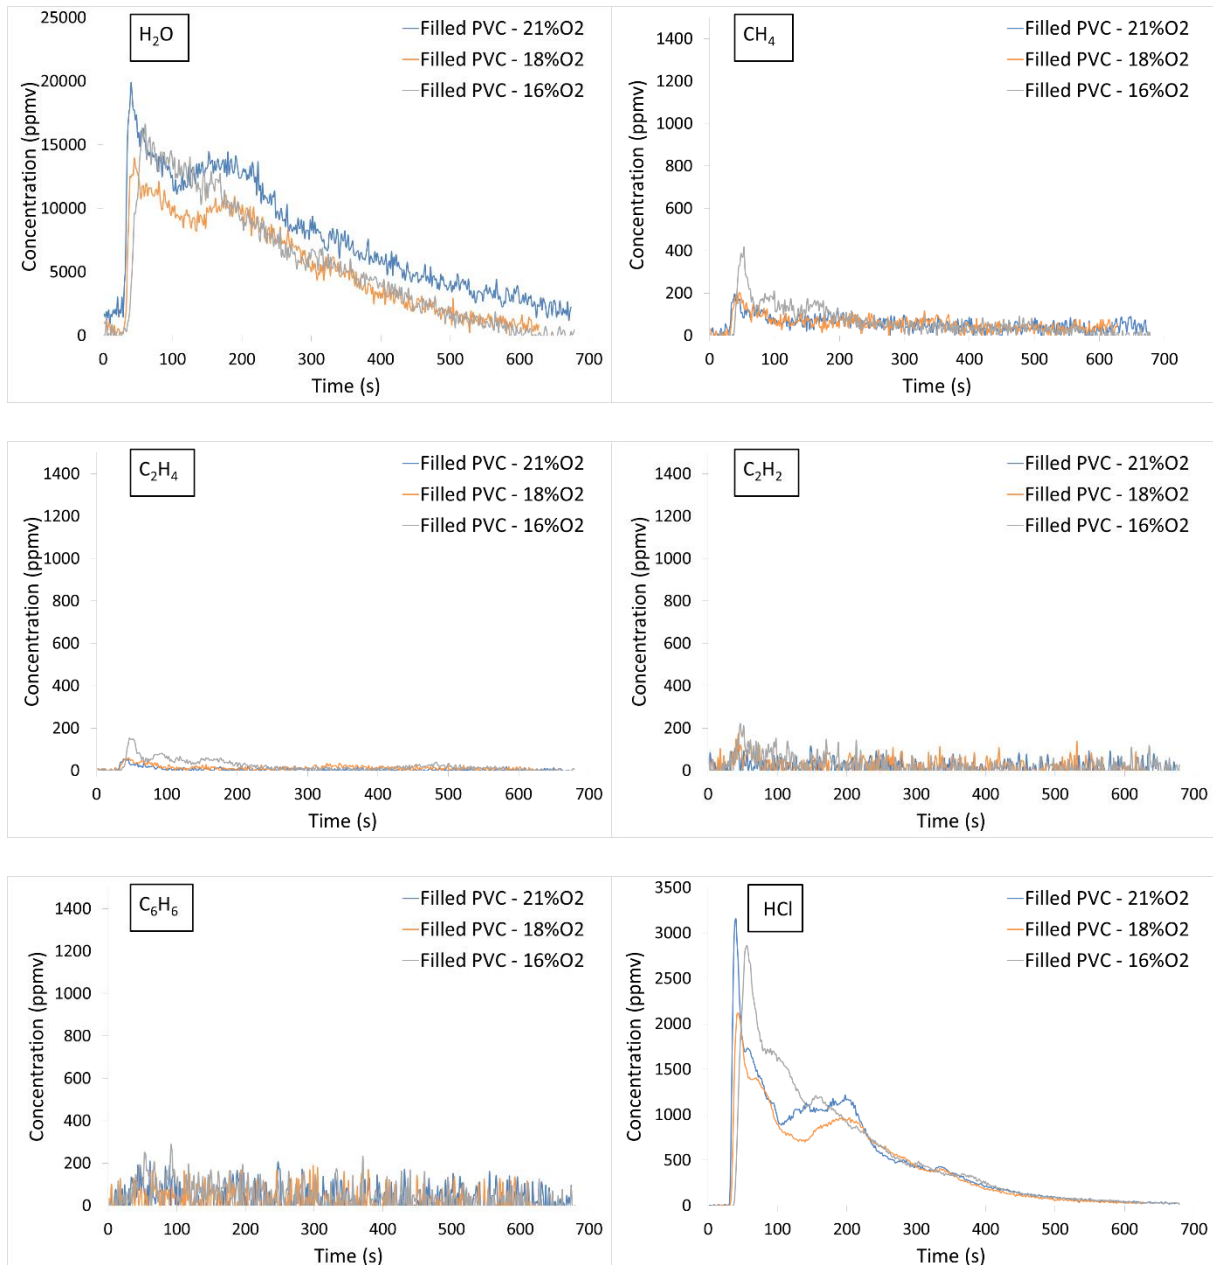 H2O
Filled PVC - 21%O2
Filled PVC - 18%O2
Filled PVC - 16%O2
Concentration (ppmv)
25000
20000
15000
10000
5000
0
0 100 200 300 400 500 600 700
Time (s)
CH4
Filled PVC - 21%O2
Filled PVC - 18%O2
Filled PVC - 16%O2
Concentration (ppmv)
1400
1200
1000
800
600
400
200
0
0 100 200 300 400 500 600 700
Time (s)
C2H4
Filled PVC - 21%O2
Filled PVC - 18%O2
Filled PVC - 16%O2
Concentration (ppmv)
1400
1200
1000
800
600
400
200
0
0 100 200 300 400 500 600 700
Time (s)
C2H2
Filled PVC - 21%O2
Filled PVC - 18%O2
Filled PVC - 16%O2
Concentration (ppmv)
1400
1200
1000
800
600
400
200
0
0 100 200 300 400 500 600 700
Time (s)
C6H6
Filled PVC - 21%O2
Filled PVC - 18%O2
Filled PVC - 16%O2
Concentration (ppmv)
1400
1200
1000
800
600
400
200
0
0 100 200 300 400 500 600 700
Time (s)
HCl
Filled PVC - 21%O2
Filled PVC - 18%O2
Filled PVC - 16%O2
Concentration (ppmv)
3500
3000
2500
2000
1500
1000
500
0
0 100 200 300 400 500 600 700
Time (s)